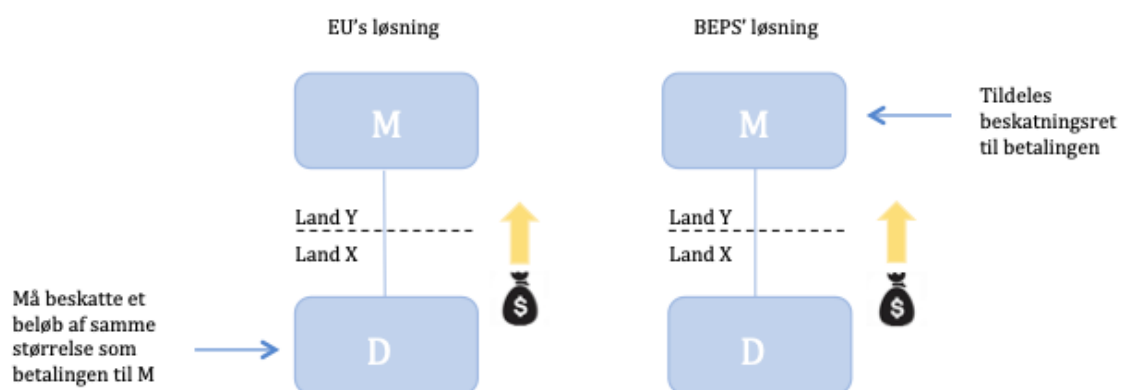 EU's løsning
BEPS' løsning
M
M
Tildeles
beskatningsret
til betalingen
Land Y
Land X
Land Y
Land X
$
$
Må beskatte et
beløb af samme
størrelse som
betalingen til M
D
D